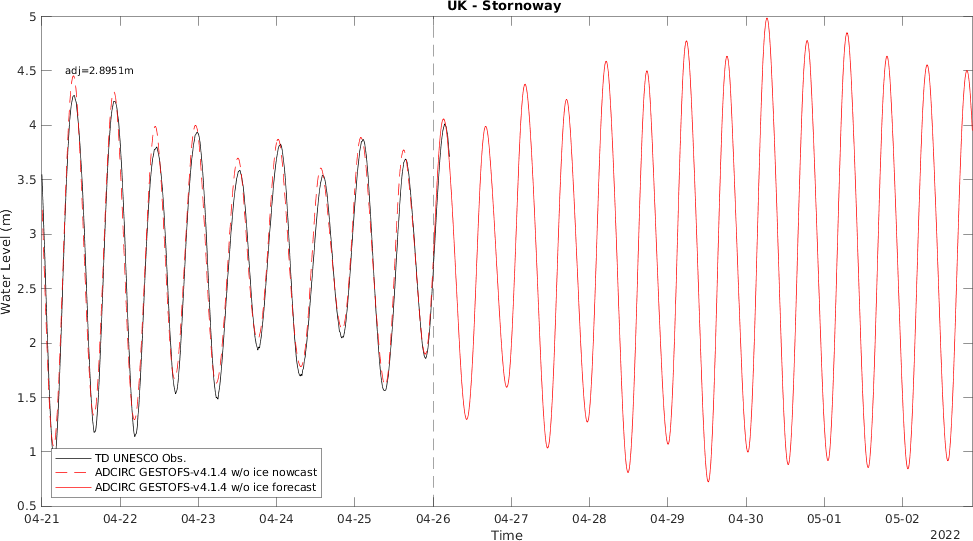 UK - Stornoway
adj=2.8951m
5
4.5
4
3.5
3
2.5
2
1.5
1
0.5
Water Level (m)
TD UNESCO Obs.
ADCIRC GESTOFS-v4.1.4 w/o ice nowcast
ADCIRC GESTOFS-v4.1.4 w/o ice forecast
04-21 04-22 04-23 04-24 04-25 04-26 04-27 04-28 04-29 04-30 05-01 05-02
Time
2022